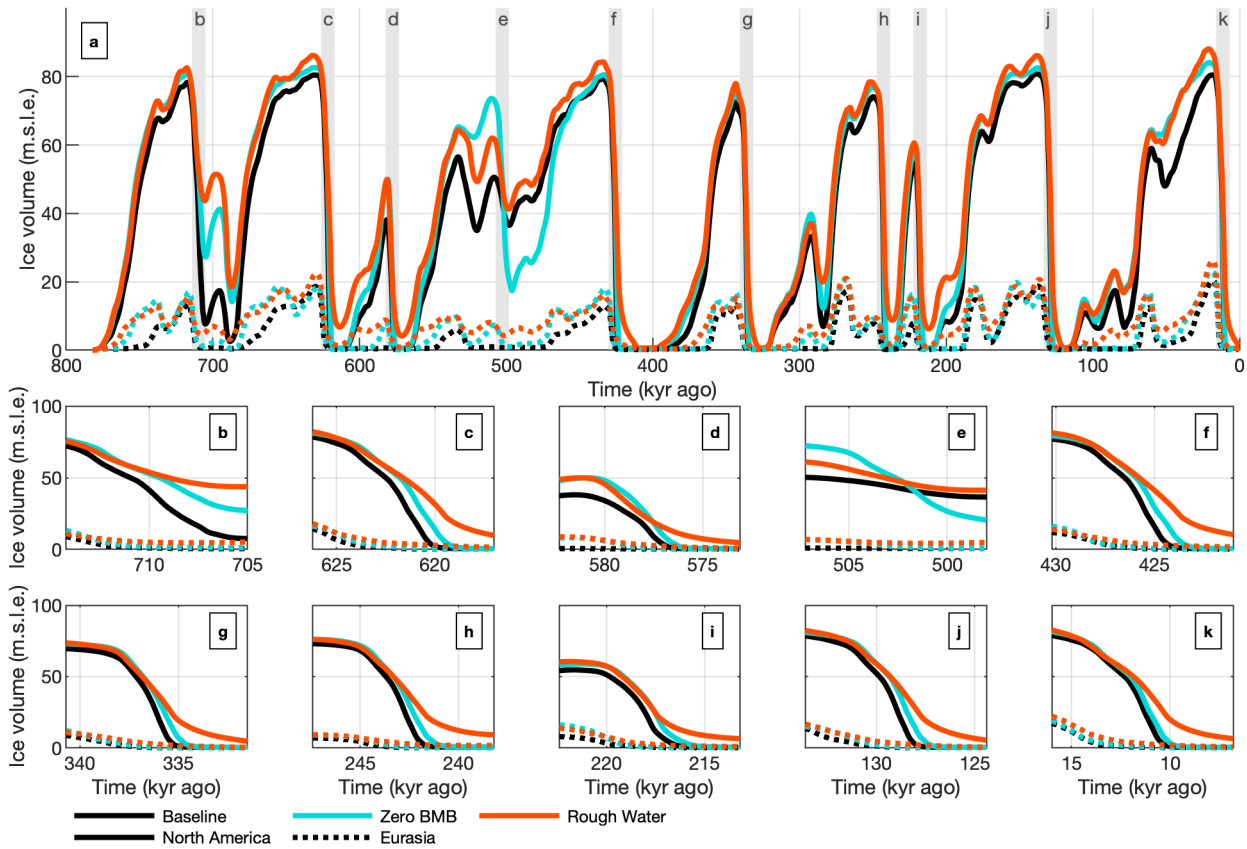 a b c d e f g h i j k
Ice volume (m.s.l.e.)
80
60
40
20
0
800 700 600 500 400 300 200 100 0
Time (kyr ago)
Ice volume (m.s.l.e.)
100
50
0
b c d e f
710 705 625 620 580 575 505 500 430 425
Ice volume (m.s.l.e.)
100
50
0
g h i j k
340 335 245 240 220 215 130 125 15 10
Time (kyr ago) Time (kyr ago) Time (kyr ago) Time (kyr ago) Time (kyr ago)
Baseline Zero BMB Rough Water
North America Eurasia